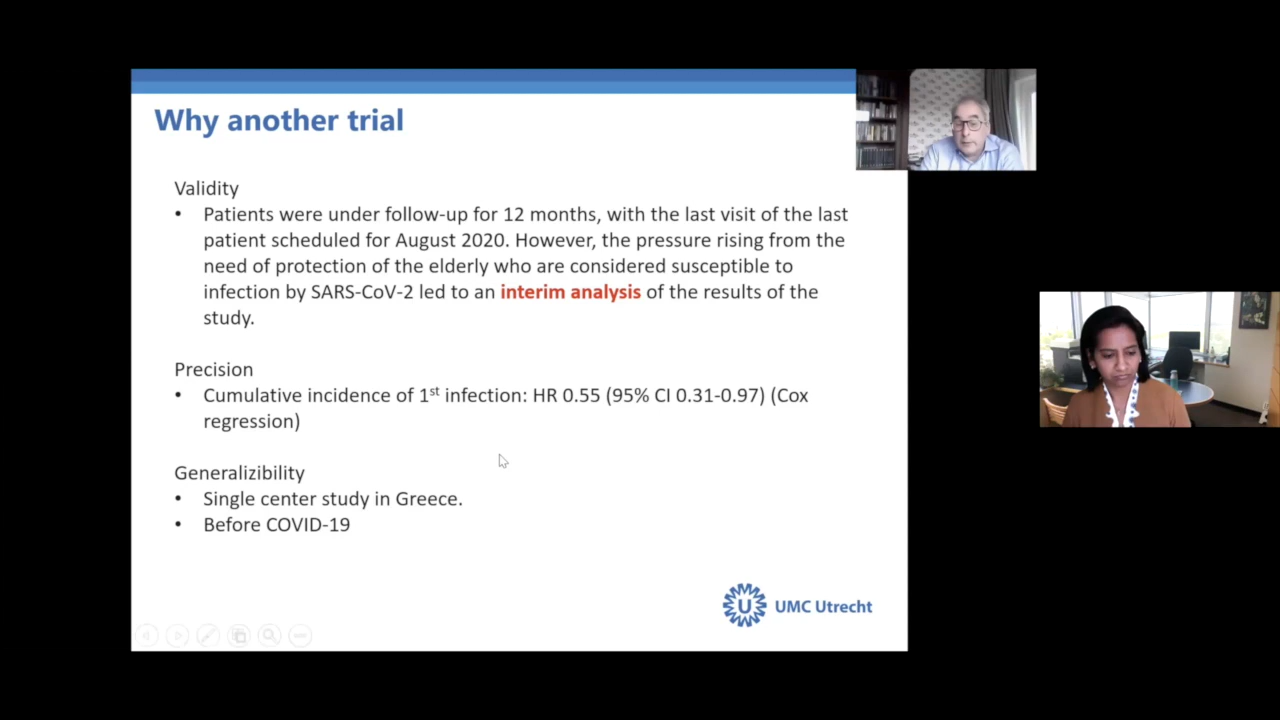 Why another trial
Validity
• Patients were under follow-up for 12 months, with the last visit of the last
patient scheduled for August 2020. However, the pressure rising from the
need of protection of the elderly who are considered susceptible to
infection by SARS-CoV-2 led to an interim analysis of the results of the
study.
Precision
• Cumulative incidence of 1st infection: HR 0.55 (95% CI 0.31-0.97) (Cox
regression)
Generalizibility
• Single center study in Greece.
• Before COVID-19
U UMC Utrecht